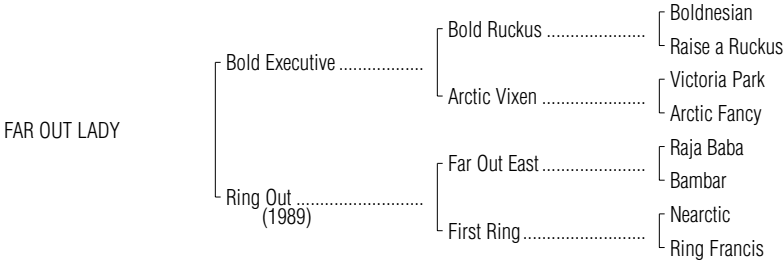 Boldnesian
Bold Ruckus ....................
Raise a Ruckus
Bold Executive .................
Victoria Park
Arctic Vixen .....................
Arctic Fancy
FAR OUT LADY
Raja Baba
Far Out East .....................
Bambar
Ring Out ..........................
(1989)
Nearctic
First Ring .........................
Ring Francis